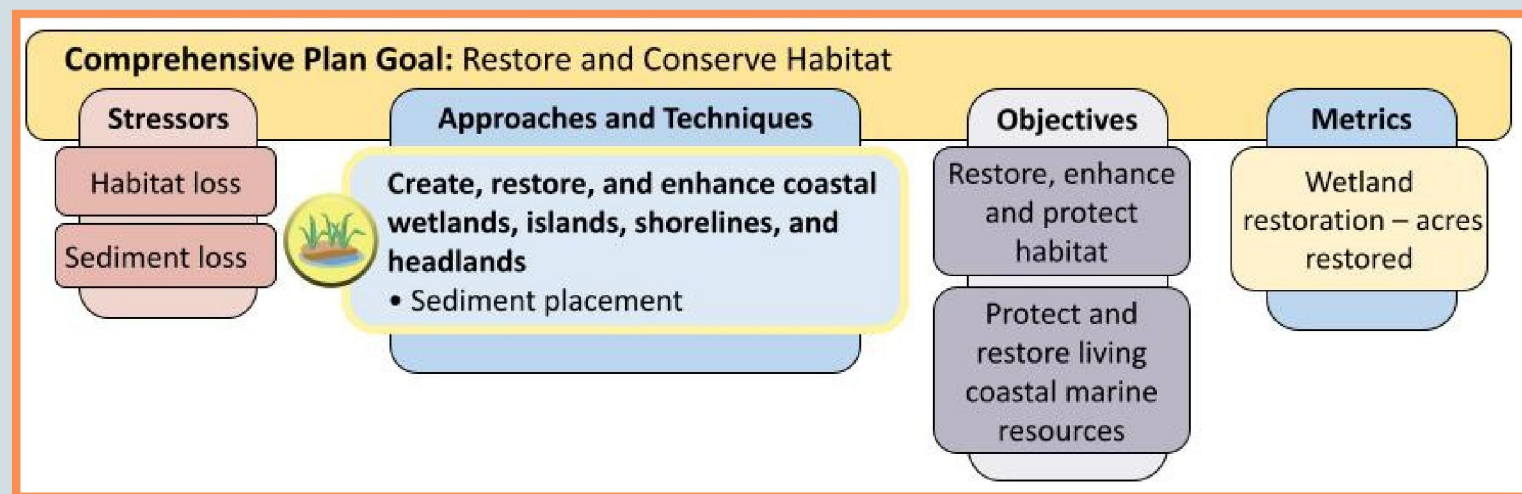 Comprehensive Plan Goal: Restore and Conserve Habitat
Stressors
Habitat loss
Sediment loss
Approaches and Techniques
Create, restore, and enhance coastal
wetlands, islands, shorelines, and
headlands
• Sediment placement
Objectives
Restore, enhance
and protect
habitat
Protect and
restore living
coastal marine
resources
Metrics
Wetland
restoration – acres
restored